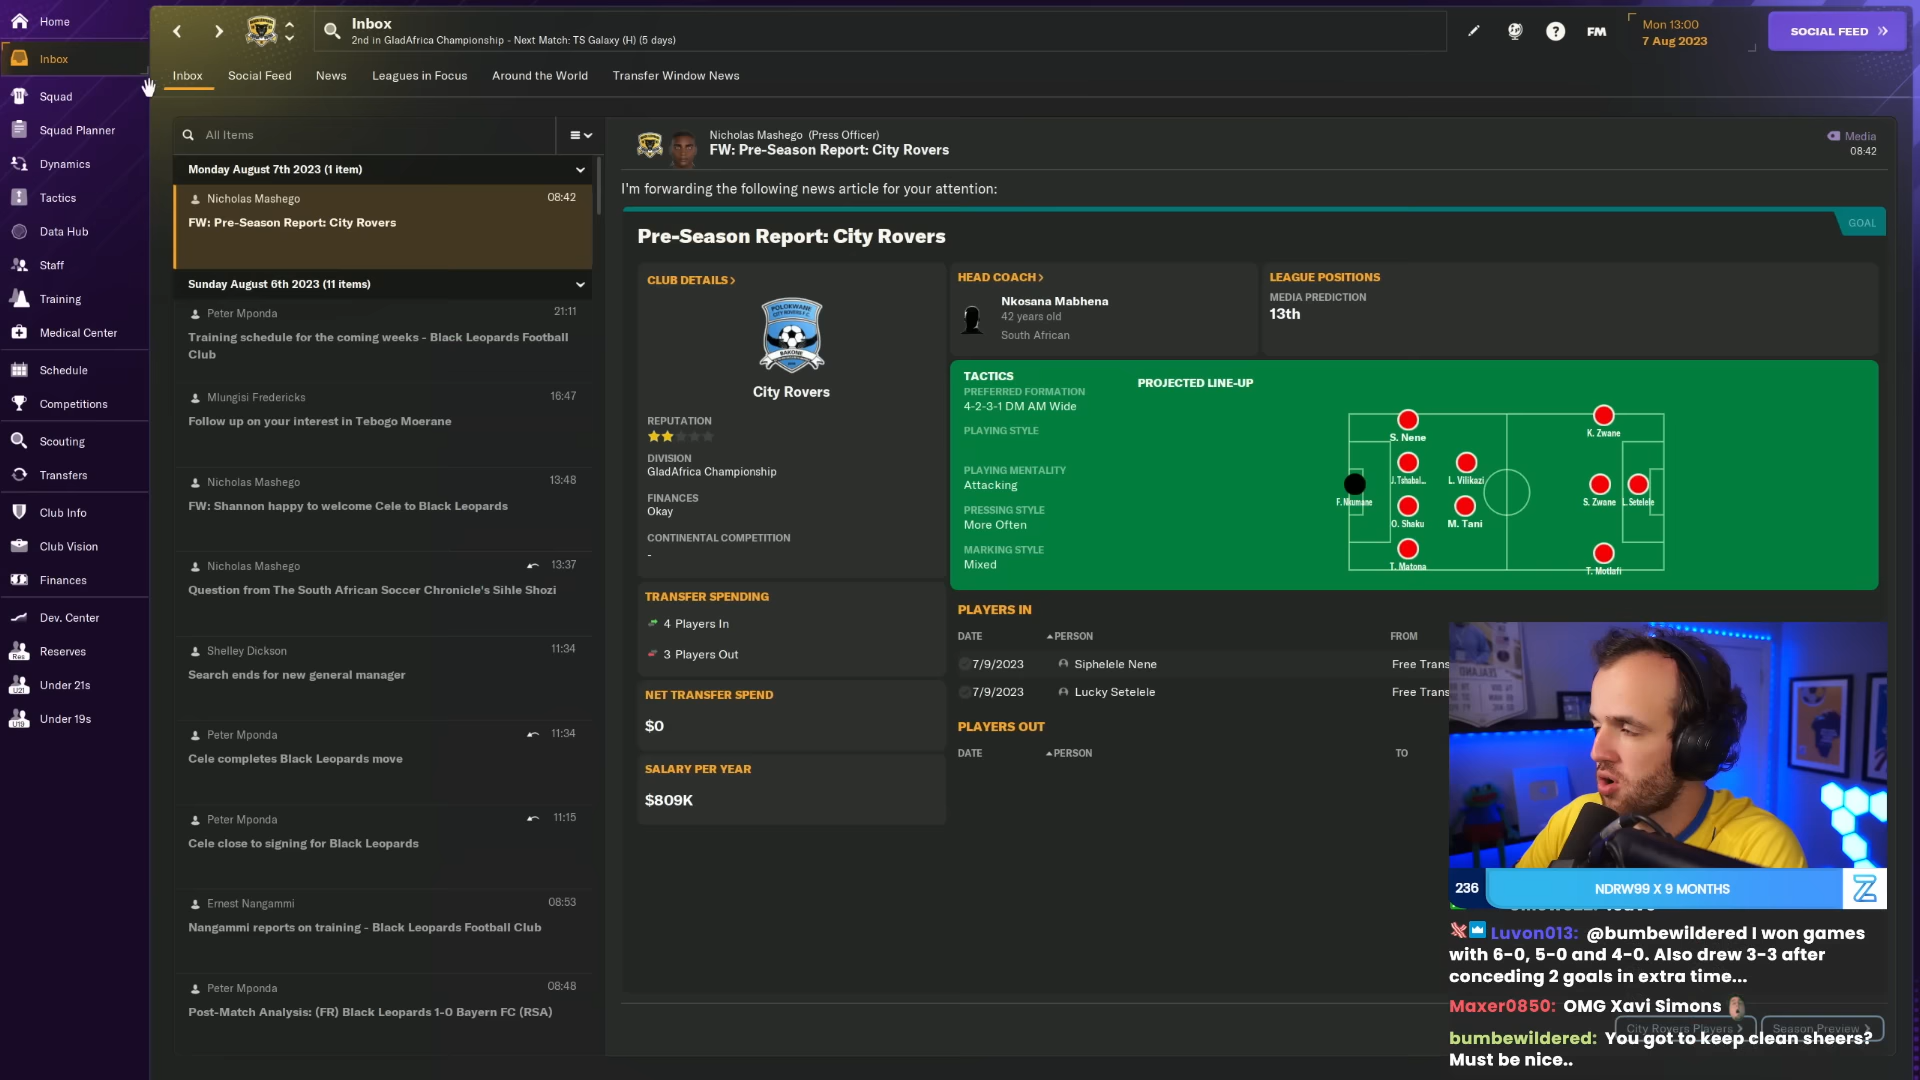 Home
Inbox
Squad
Squad Planner
Dynamics
Tactics
Data Hub
Staff
Training
Medical Center
Schedule
Competitions
Scouting
Transfers
Club Info
Club Vision
Finances
Dev. Center
Reserves
Under 21s
Under 19s
Inbox
2nd in GladAfrica Championship - Next Match: TS Galaxy (H) (5 days)
FM
Mon 13:00
7 Aug 2023
SOCIAL FEED
Inbox
Social Feed
News
Leagues in Focus
Around the World
Transfer Window News
All Items
Monday August 7th 2023 (1 item)
Nicholas Mashego
08:42
FW: Pre-Season Report: City Rovers
Sunday August 6th 2023 (11 items)
Peter Mponda
21:11
Training schedule for the coming weeks - Black Leopards Football
Club
Mlungisi Fredericks
16:47
Follow up on your interest in Tebogo Moerane
Nicholas Mashego
13:48
FW: Shannon happy to welcome Cele to Black Leopards
Nicholas Mashego
13:37
Question from The South African Soccer Chronicle's Sihle Shozi
Shelley Dickson
11:34
Search ends for new general manager
Peter Mponda
11:34
Cele completes Black Leopards move
Peter Mponda
11:15
Cele close to signing for Black Leopards
Ernest Nangammi
08:53
Nangammi reports on training - Black Leopards Football Club
Peter Mponda
08:48
Post-Match Analysis: (FR) Black Leopards 1-0 Bayern FC (RSA)
Nicholas Mashego (Press Officer)
FW: Pre-Season Report: City Rovers
Media
08:42
I'm forwarding the following news article for your attention:
GOAL
Pre-Season Report: City Rovers
CLUB DETAILS >
POLOKWANE
CITY ROVERS F.C.
BAKONE
City Rovers
REPUTATION
DIVISION
GladAfrica Championship
FINANCES
Okay
CONTINENTAL COMPETITION
-
TRANSFER SPENDING
4 Players In
3 Players Out
NET TRANSFER SPEND
$0
SALARY PER YEAR
$809K
HEAD COACH >
Nkosana Mabhena
42 years old
South African
LEAGUE POSITIONS
MEDIA PREDICTION
13th
TACTICS
PREFERRED FORMATION
4-2-3-1 DM AM Wide
PLAYING STYLE
PLAYING MENTALITY
Attacking
PRESSING STYLE
More Often
MARKING STYLE
Mixed
PROJECTED LINE-UP
S. Nene
K. Zwane
J.Tshabal...
L. Vilikazi
F.Nkumane
S. Zwane
L.Setelele
O. Shaku
M. Tani
T. Matona
T. Motlafi
PLAYERS IN
DATE
PERSON
FROM
7/9/2023
Siphelele Nene
Free Trans
7/9/2023
Lucky Setelele
Free Trans
PLAYERS OUT
DATE
PERSON
TO
236
NDRW99 X 9 MONTHS
Luvon013: @bumbewildered I won games
with 6-0, 5-0 and 4-0. Also drew 3-3 after
conceding 2 goals in extra time...
Maxer0850: OMG Xavi Simons
City Rovers Players >
Season Preview >
bumbewildered: You got to keep clean sheers?
Must be nice..